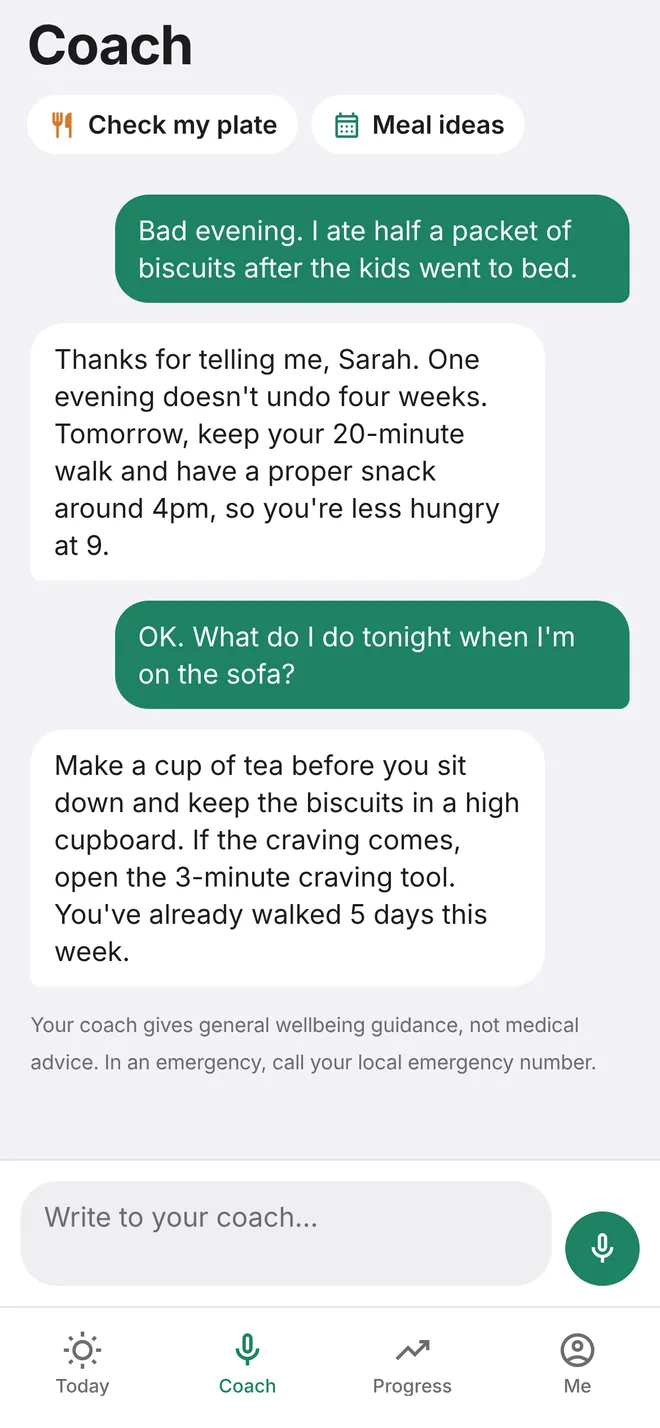 Coach
Check my plate
Meal ideas
Bad evening. I ate half a packet of
biscuits after the kids went to bed.
Thanks for telling me, Sarah. One
evening doesn't undo four weeks.
Tomorrow, keep your 20-minute
walk and have a proper snack
around 4pm, so you're less hungry
at 9.
OK. What do I do tonight when I'm
on the sofa?
Make a cup of tea before you sit
down and keep the biscuits in a high
cupboard. If the craving comes,
open the 3-minute craving tool.
You've already walked 5 days this
week.
Your coach gives general wellbeing guidance, not medical
advice. In an emergency, call your local emergency number.
Write to your coach...
Today
Coach
Progress
Me